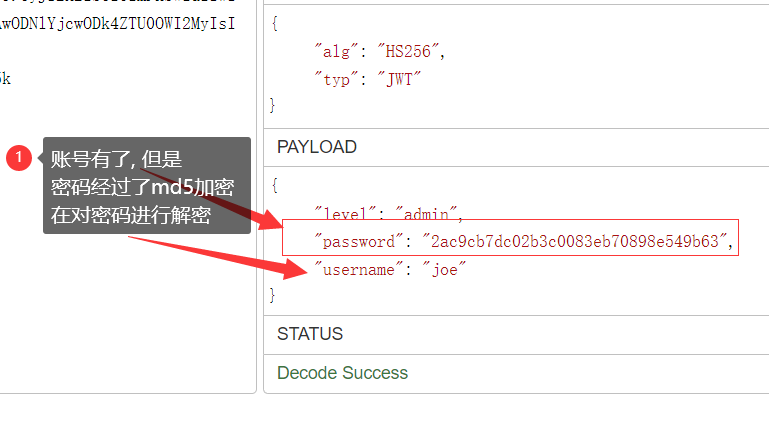 AwODNlYjcwODk4ZTU0OWI2MyIsI
k
{
"alg": "HS256",
"typ": "JWT"
}
PAYLOAD
1
账号有了, 但是
密码经过了md5加密
在对密码进行解密
{
"level": "admin",
"password": "2ac9cb7dc02b3c0083eb70898e549b63",
"username": "joe"
}
STATUS
Decode Success